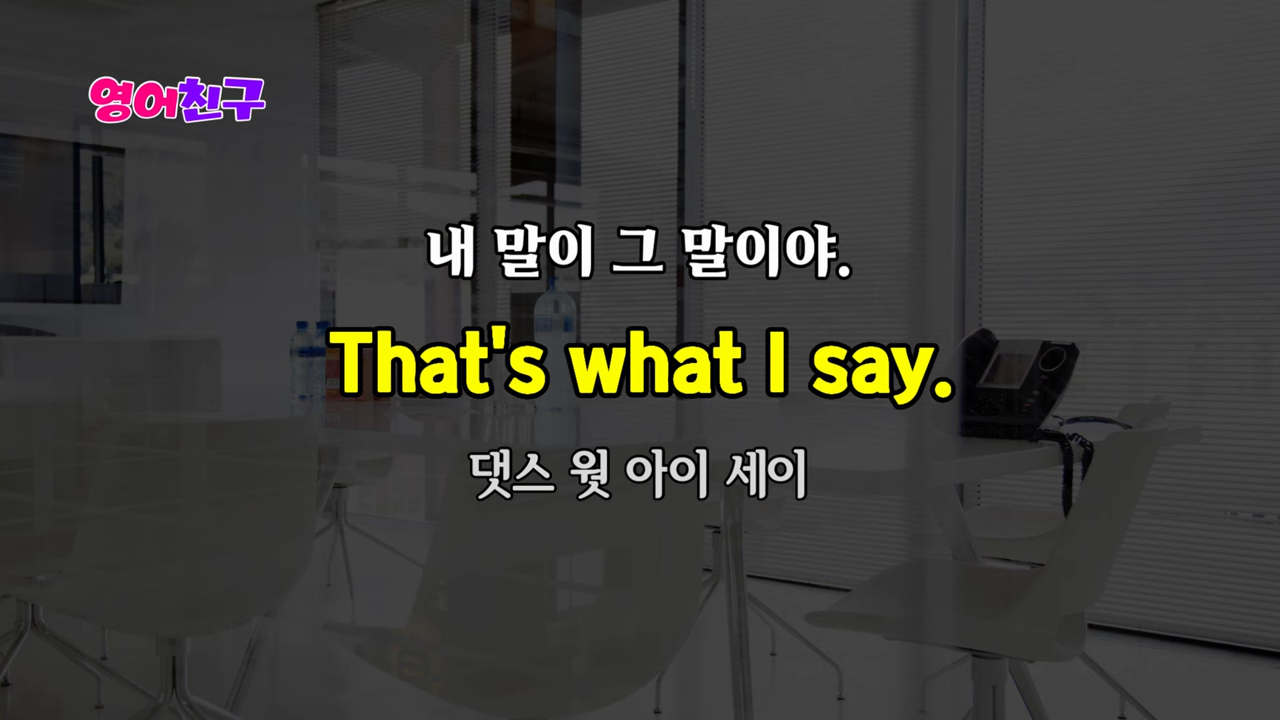 영어친구
내 말이 그 말이야.
That's what I say.
댓스 웟 아이 세이